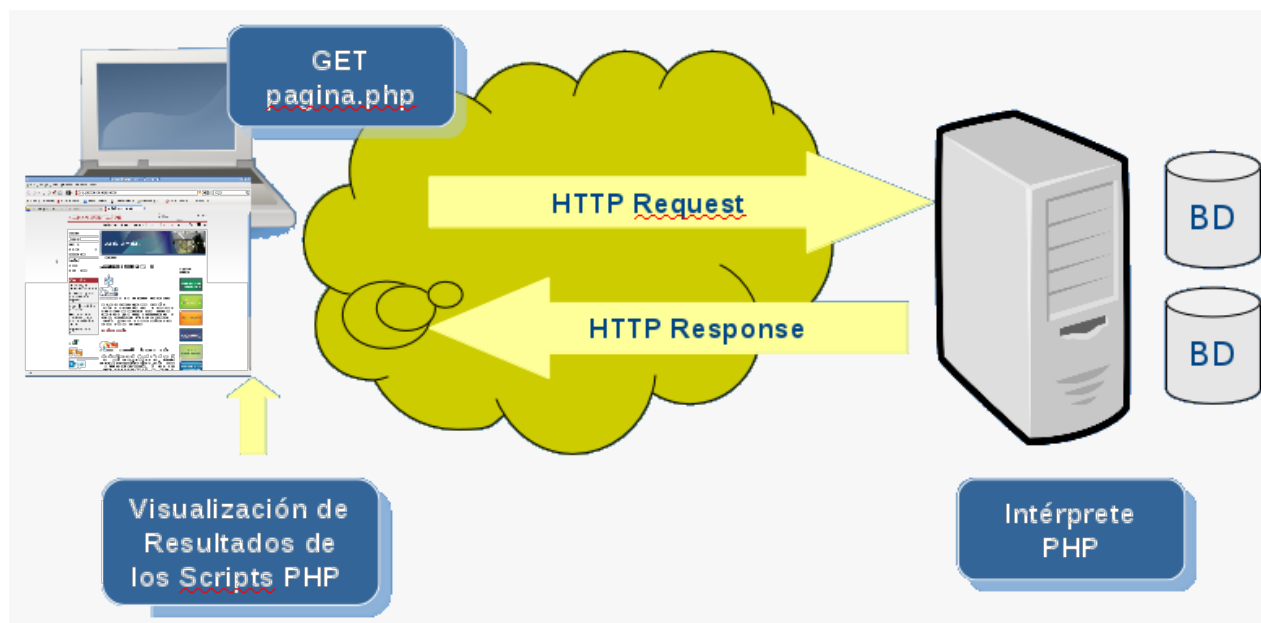 GET
pagina.php
HTTP Request
HTTP Response
BD
BD
Visualización de
Resultados de
los Scripts PHP
Intérprete
PHP